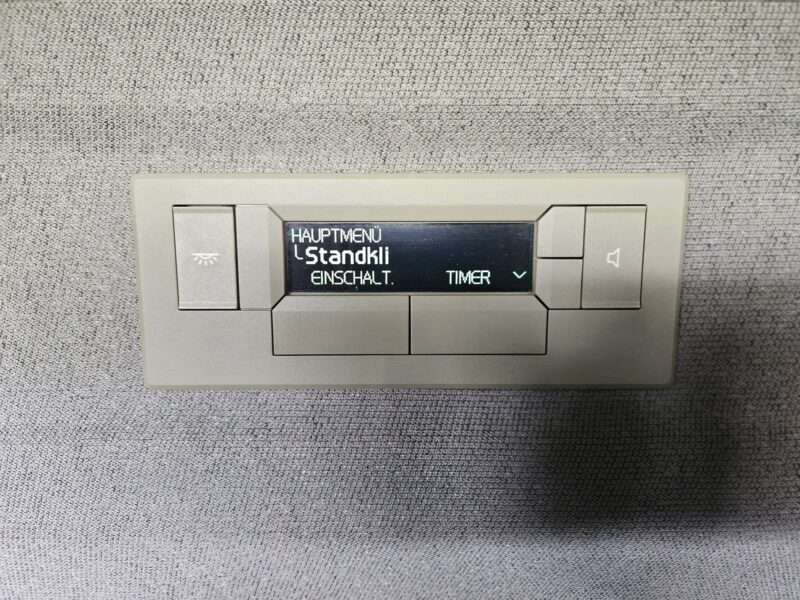 HAUPTMENÜ
Standkli
EINSCHALT. TIMER